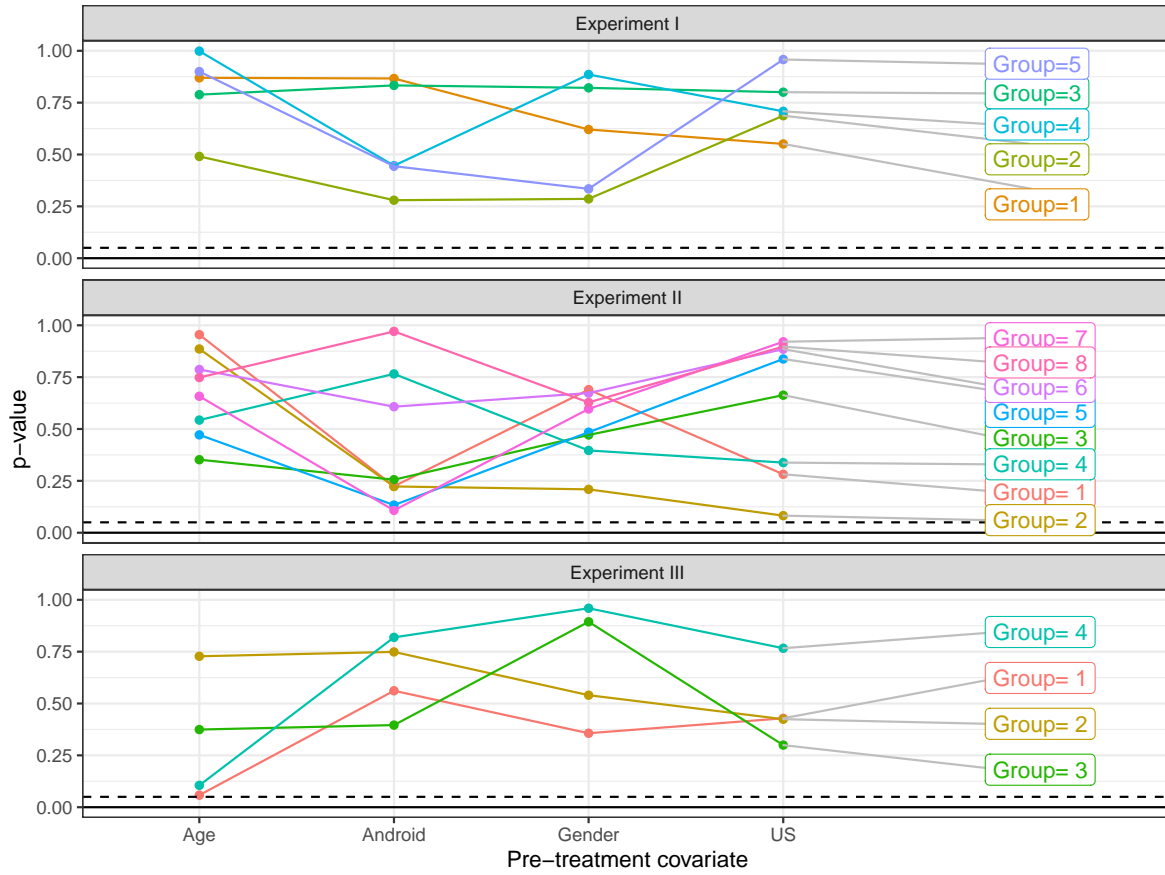 Experiment I
1.00
0.75
0.50
0.25
0.00
Group=5
Group=3
Group=4
Group=2
Group=1
Experiment II
1.00
0.75
0.50
0.25
0.00
Group= 7
Group= 8
Group= 6
Group= 5
Group= 3
Group= 4
Group= 1
Group= 2
Experiment III
1.00
0.75
0.50
0.25
0.00
Group= 4
Group= 1
Group= 2
Group= 3
p−value
Age Android Gender US
Pre−treatment covariate